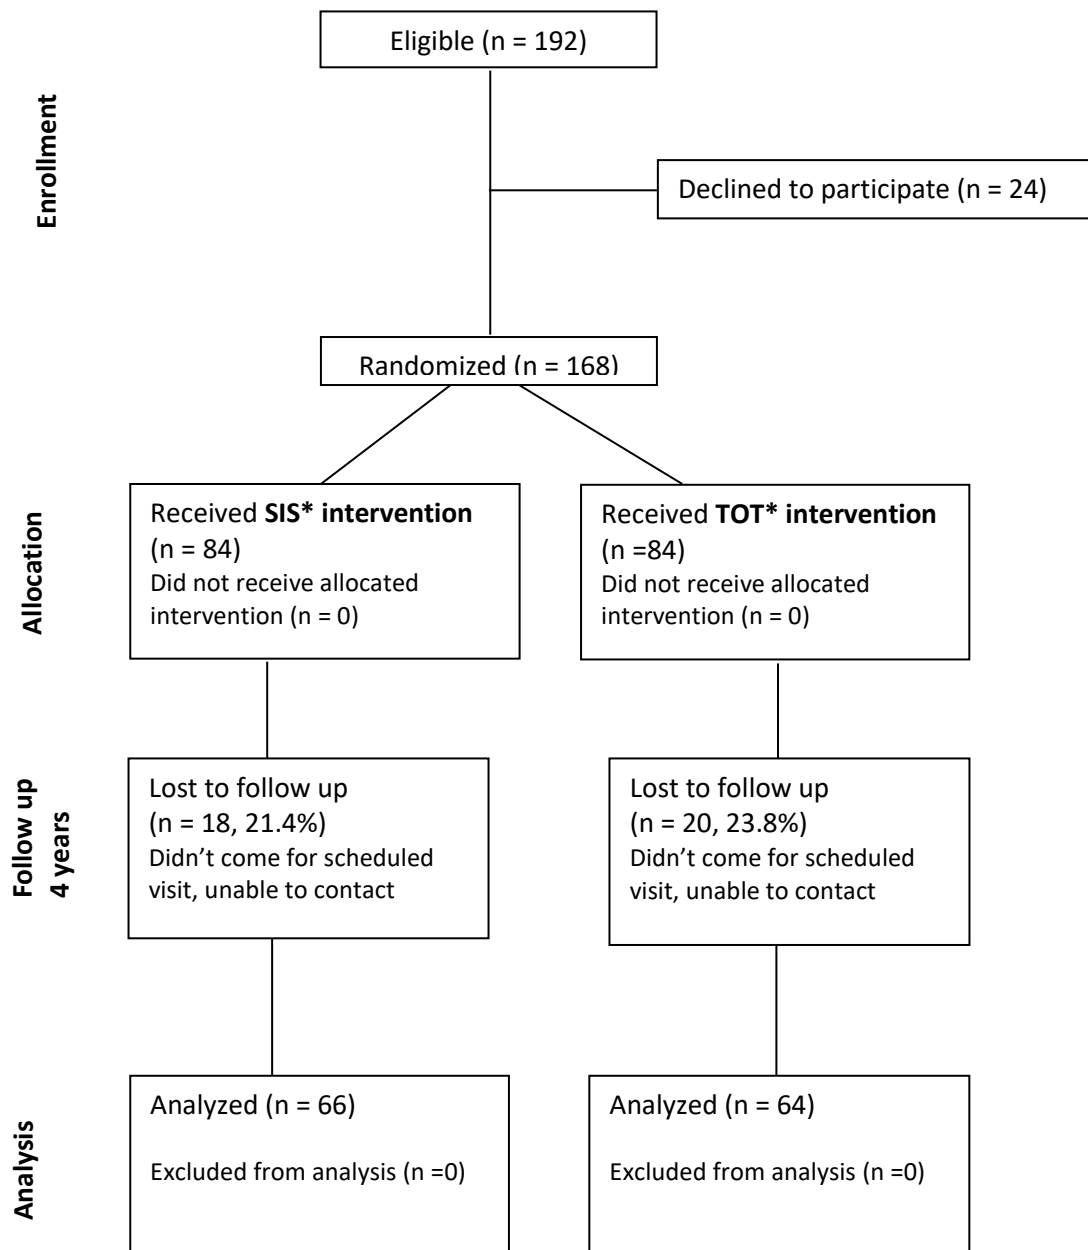 Eligible (n = 192)
Enrollment
Declined to participate (n = 24)
Randomized (n = 168)
Allocation
Received SIS* intervention
(n = 84)
Did not receive allocated
intervention (n = 0)
Received TOT* intervention
(n =84)
Did not receive allocated
intervention (n = 0)
Follow up
4 years
Lost to follow up
(n = 18, 21.4%)
Didn’t come for scheduled
visit, unable to contact
Lost to follow up
(n = 20, 23.8%)
Didn’t come for scheduled
visit, unable to contact
Analysis
Analyzed (n = 66)
Excluded from analysis (n =0)
Analyzed (n = 64)
Excluded from analysis (n =0)